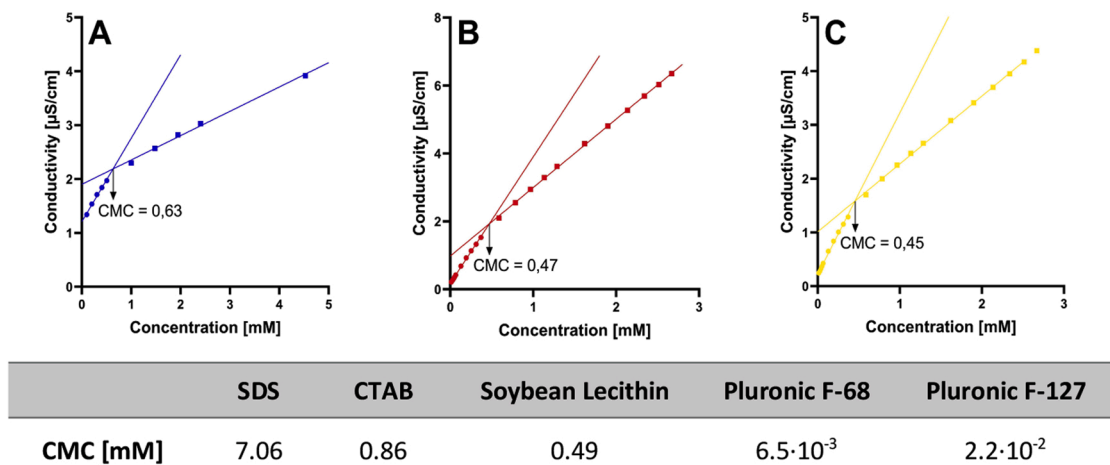 A
Conductivity [µS/cm]
5
4
3
2
1
0
CMC = 0,63
0 1 2 3 4 5
Concentration [mM]
B
Conductivity [µS/cm]
8
6
4
2
0
CMC = 0,47
0 1 2 3
Concentration [mM]
C
Conductivity [µS/cm]
5
4
3
2
1
0
CMC = 0,45
0 1 2 3
Concentration [mM]
SDS CTAB Soybean Lecithin Pluronic F-68 Pluronic F-127
CMC [mM] 7.06 0.86 0.49 6.5·10⁻³ 2.2·10⁻²